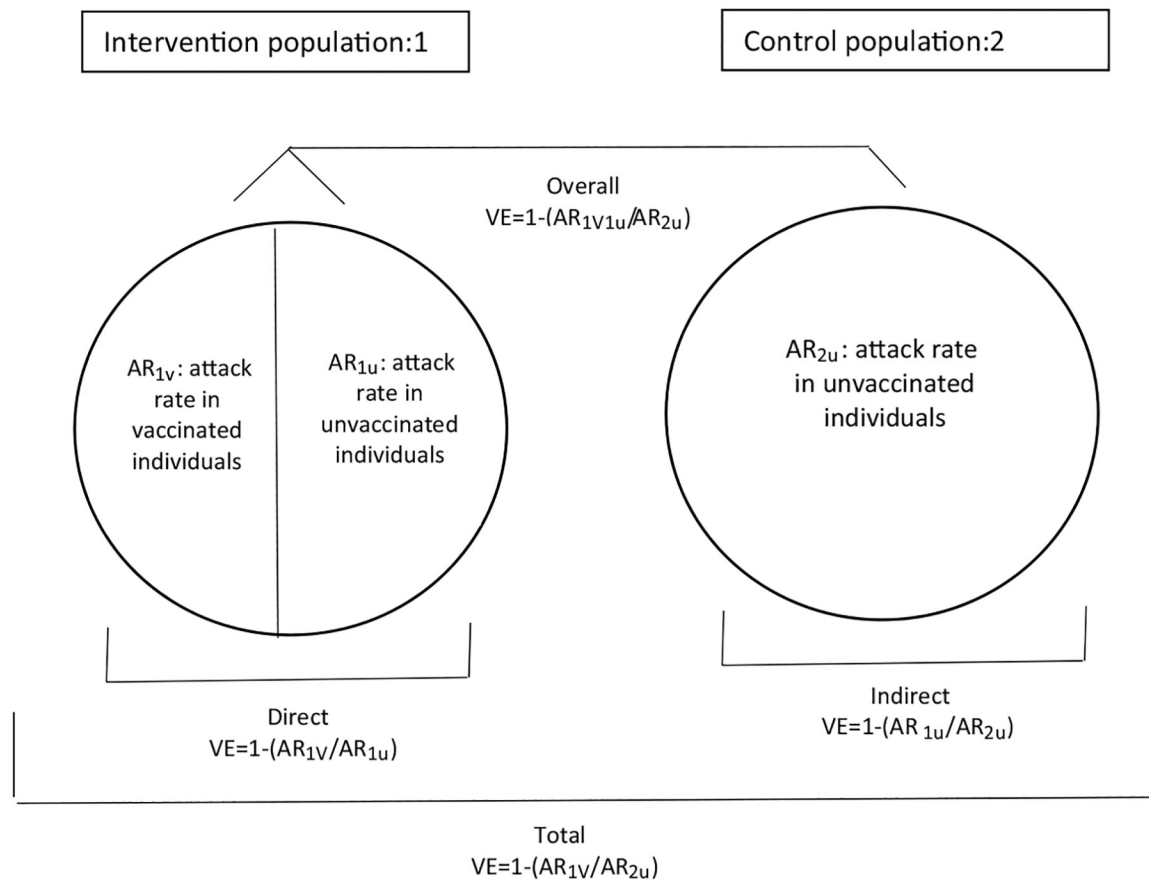 Intervention population:1
Control population:2
Overall
VE=1-(AR₁V1u/AR₂u)
AR₁v: attack
rate in
vaccinated
individuals
AR₁u: attack
rate in
unvaccinated
individuals
AR₂u: attack rate
in unvaccinated
individuals
Direct
VE=1-(AR₁V/AR₁u)
Indirect
VE=1-(AR ₁u/AR₂u)
Total
VE=1-(AR₁V/AR₂u)